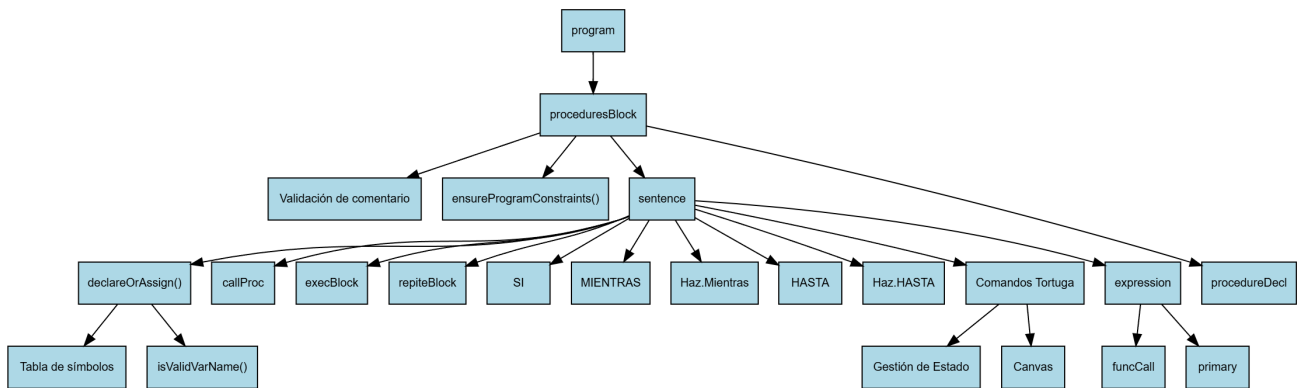 program
proceduresBlock
Validación de comentario
ensureProgramConstraints()
sentence
declareOrAssign()
callProc
execBlock
repiteBlock
SI
MIENTRAS
Haz.Mientras
HASTA
Haz.HASTA
Comandos Tortuga
expression
procedureDecl
Tabla de símbolos
isValidVarName()
Gestión de Estado
Canvas
funcCall
primary